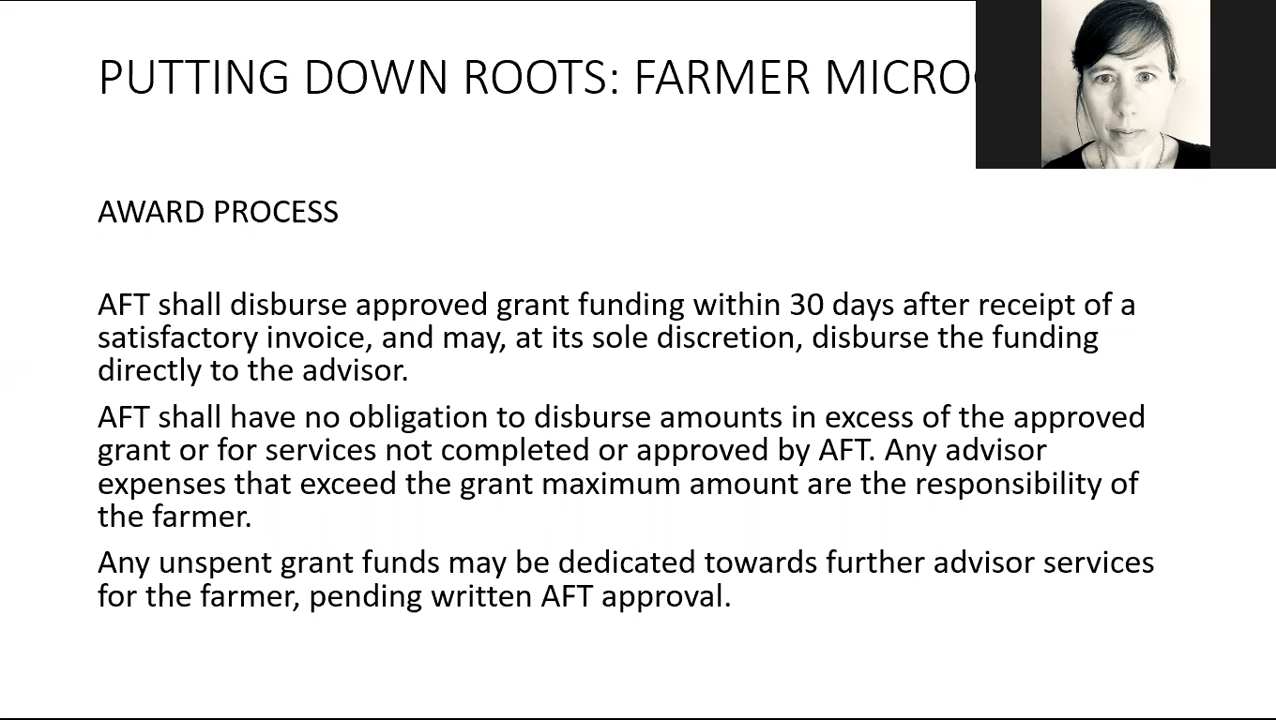 PUTTING DOWN ROOTS: FARMER MICRO
AWARD PROCESS
AFT shall disburse approved grant funding within 30 days after receipt of a
satisfactory invoice, and may, at its sole discretion, disburse the funding
directly to the advisor.
AFT shall have no obligation to disburse amounts in excess of the approved
grant or for services not completed or approved by AFT. Any advisor
expenses that exceed the grant maximum amount are the responsibility of
the farmer.
Any unspent grant funds may be dedicated towards further advisor services
for the farmer, pending written AFT approval.